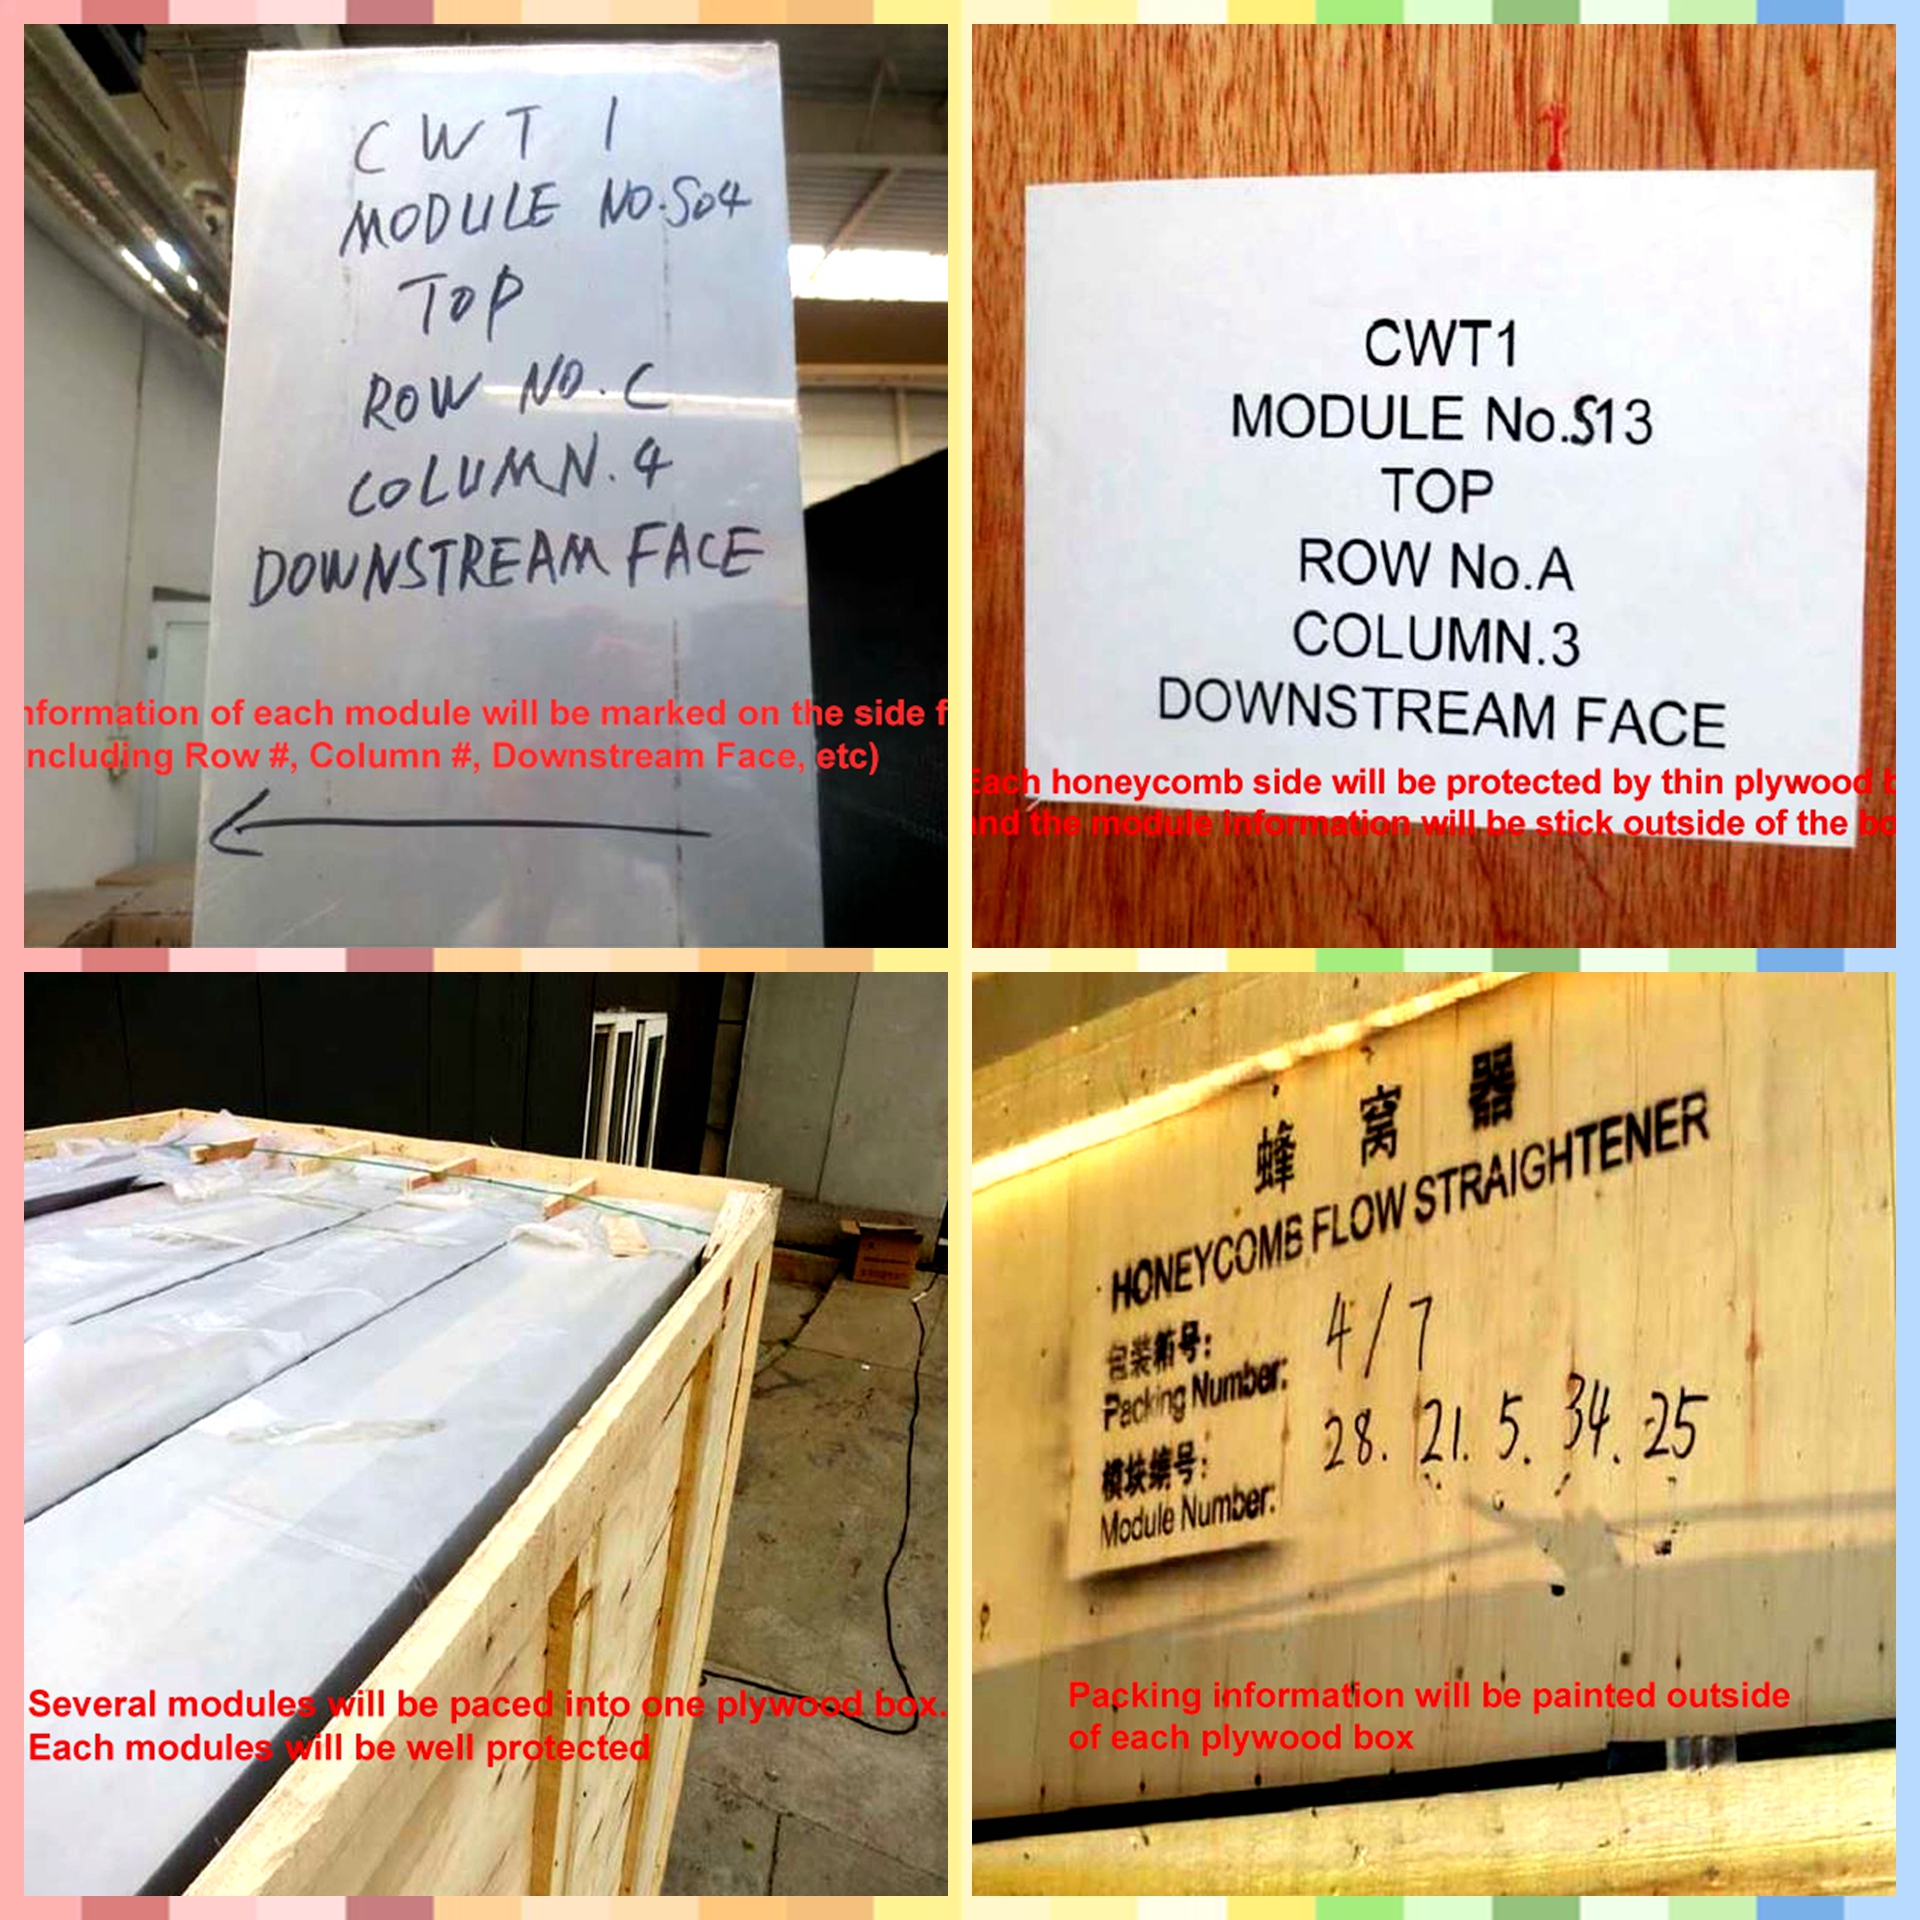 CWT 1
MODULE NO.S04
TOP
ROW NO.C
COLUMN.4
DOWNSTREAM FACE
nformation of each module will be marked on the side f
ncluding Row #, Column #, Downstream Face, etc)
CWT1
MODULE No.S13
TOP
ROW No.A
COLUMN.3
DOWNSTREAM FACE
Each honeycomb side will be protected by thin plywood
and the module information will be stick outside of the bo
Several modules will be paced into one plywood box.
Each modules will be well protected
蜂窝器
HONEYCOMB FLOW STRAIGHTENER
包装箱号: 4/7
Packing Number:
模块编号: 28. 21. 5. 34. 25
Module Number:
Packing information will be painted outside
of each plywood box